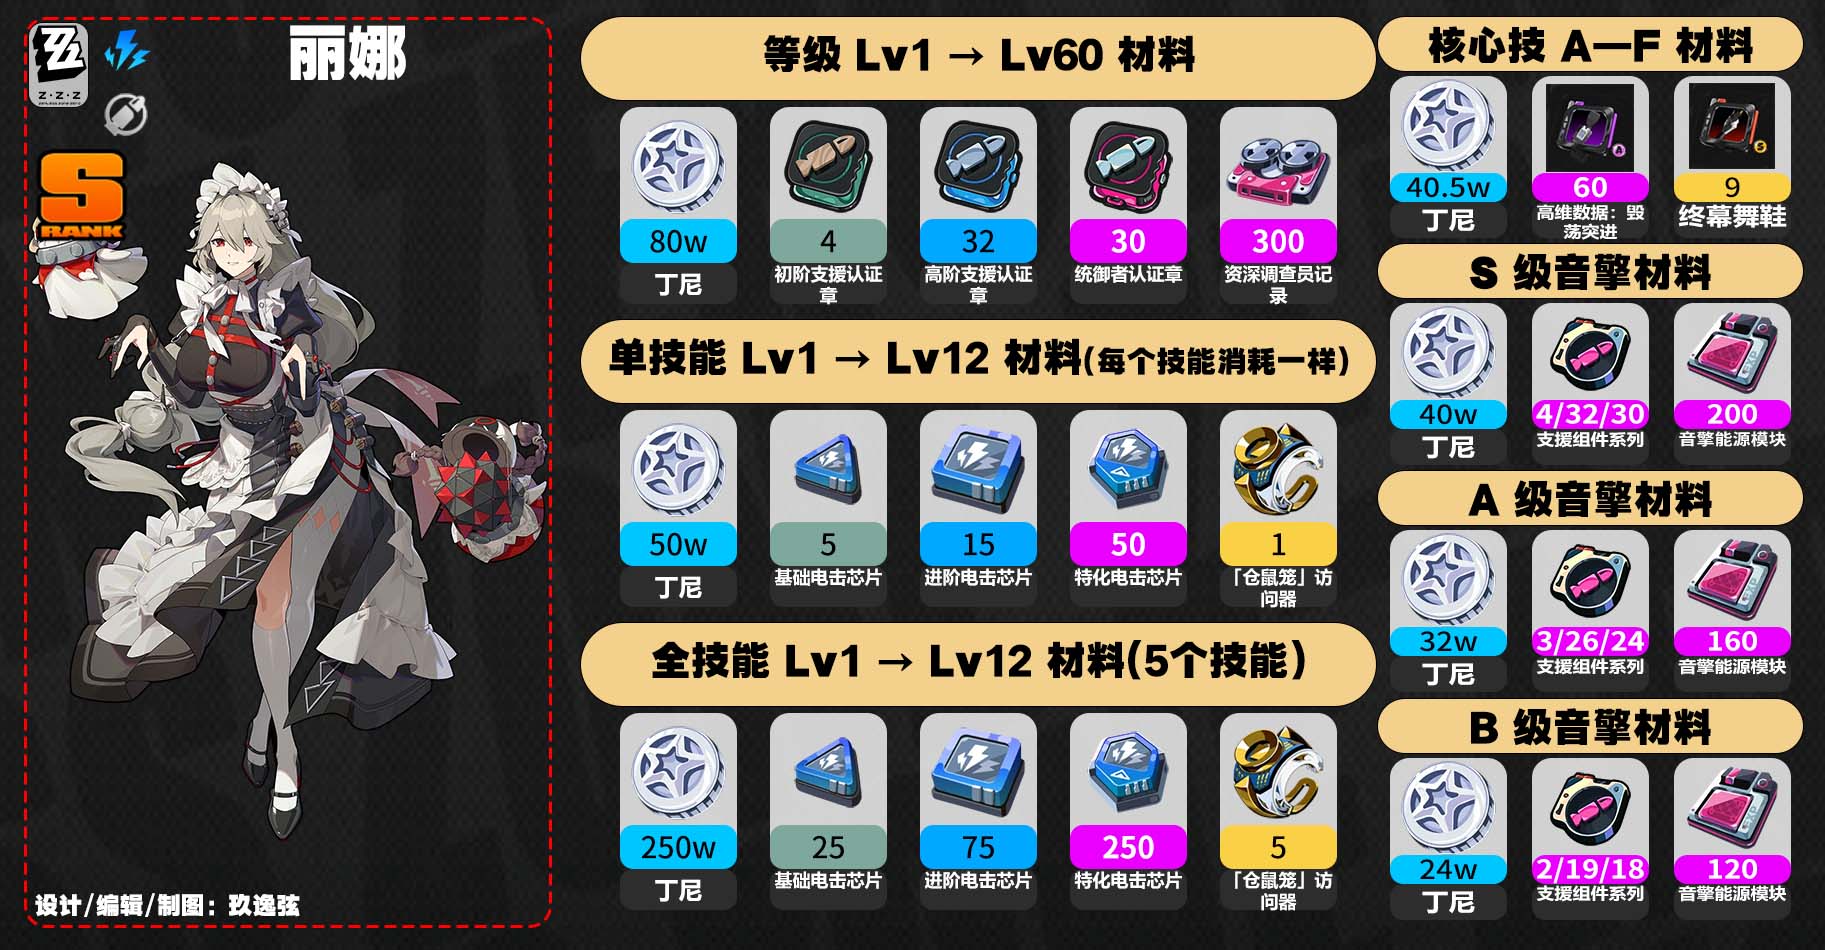 Z·Z·Z
丽娜
S
RANK
设计/编辑/制图：玖逸弦
等级 Lv1 → Lv60 材料
80w
丁尼
4
初阶支援认证
章
32
高阶支援认证
章
30
统御者认证章
300
资深调查员记
录
单技能 Lv1 → Lv12 材料(每个技能消耗一样)
50w
丁尼
5
基础电击芯片
15
进阶电击芯片
50
特化电击芯片
1
「仓鼠笼」访
问器
全技能 Lv1 → Lv12 材料(5个技能)
250w
丁尼
25
基础电击芯片
75
进阶电击芯片
250
特化电击芯片
5
「仓鼠笼」访
问器
核心技 A—F 材料
40.5w
丁尼
60
高维数据：毁
荡突进
9
终幕舞鞋
S 级音擎材料
40w
丁尼
4/32/30
支援组件系列
200
音擎能源模块
A 级音擎材料
32w
丁尼
3/26/24
支援组件系列
160
音擎能源模块
B 级音擎材料
24w
丁尼
2/19/18
支援组件系列
120
音擎能源模块